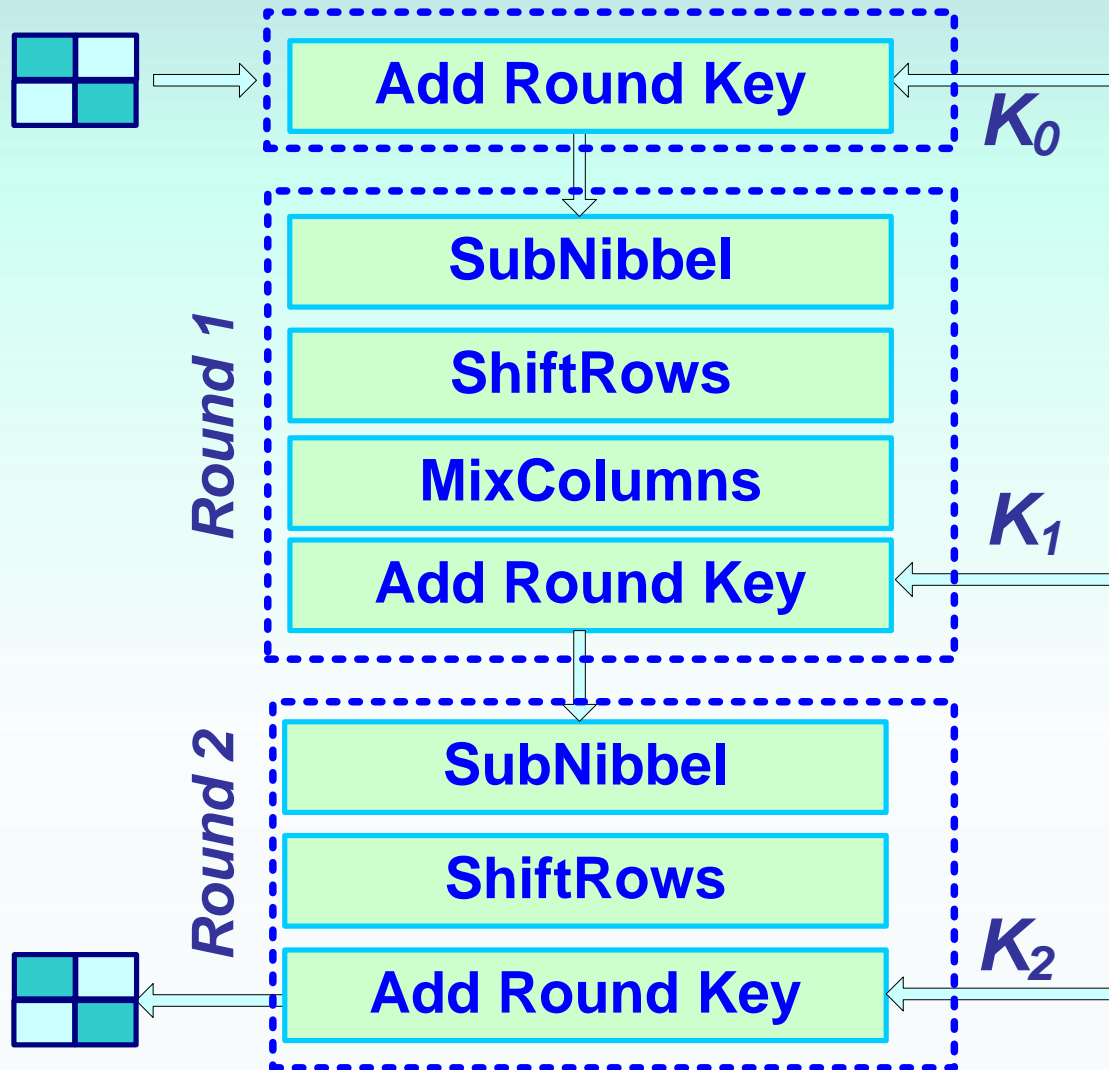 Add Round Key
K0
Round 1
SubNibbel
ShiftRows
MixColumns
K1
Add Round Key
Round 2
SubNibbel
ShiftRows
K2
Add Round Key